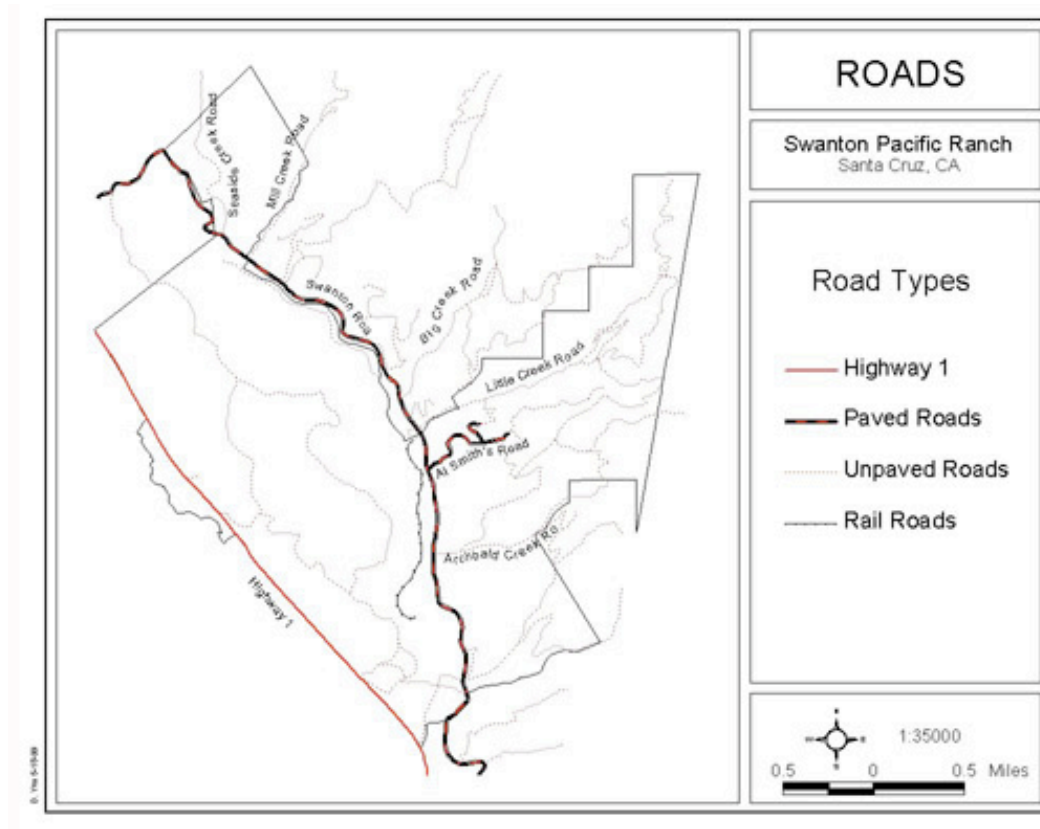 ROADS
Swanton Pacific Ranch
Santa Cruz, CA
Road Types
Highway 1
Paved Roads
Unpaved Roads
Rail Roads
1:35000
0.5 0 0.5 Miles
Seaside Creek Road
Mill Creek Road
Swanton Roa
Big Creek Road
Little Creek Road
Al Smith's Road
Archbald Creek Ro
Highway 1